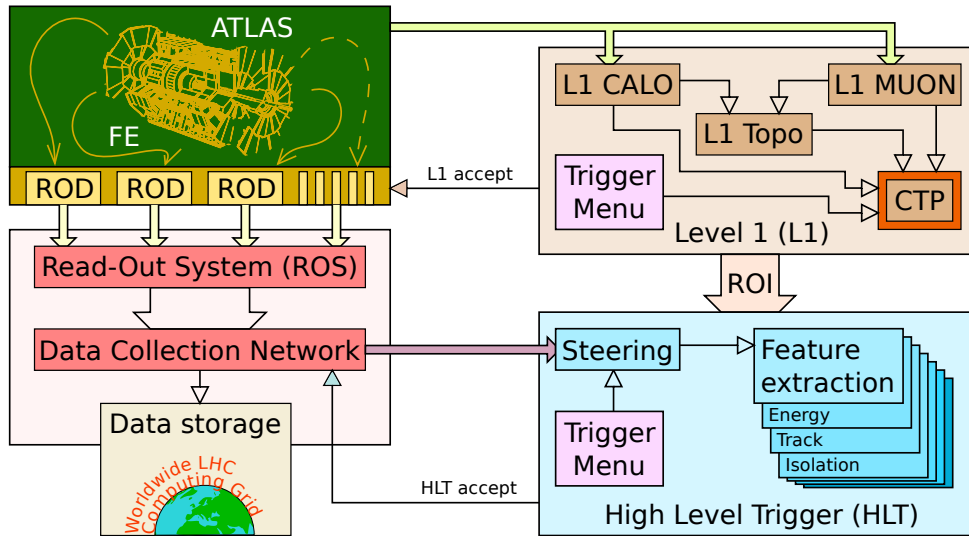 ATLAS
FE
ROD
ROD
ROD
Read-Out System (ROS)
Data Collection Network
Data storage
Worldwide LHC
Computing Grid
L1 accept
HLT accept
L1 CALO
L1 MUON
L1 Topo
Trigger
Menu
CTP
Level 1 (L1)
ROI
Steering
Feature
extraction
Energy
Track
Isolation
Trigger
Menu
High Level Trigger (HLT)